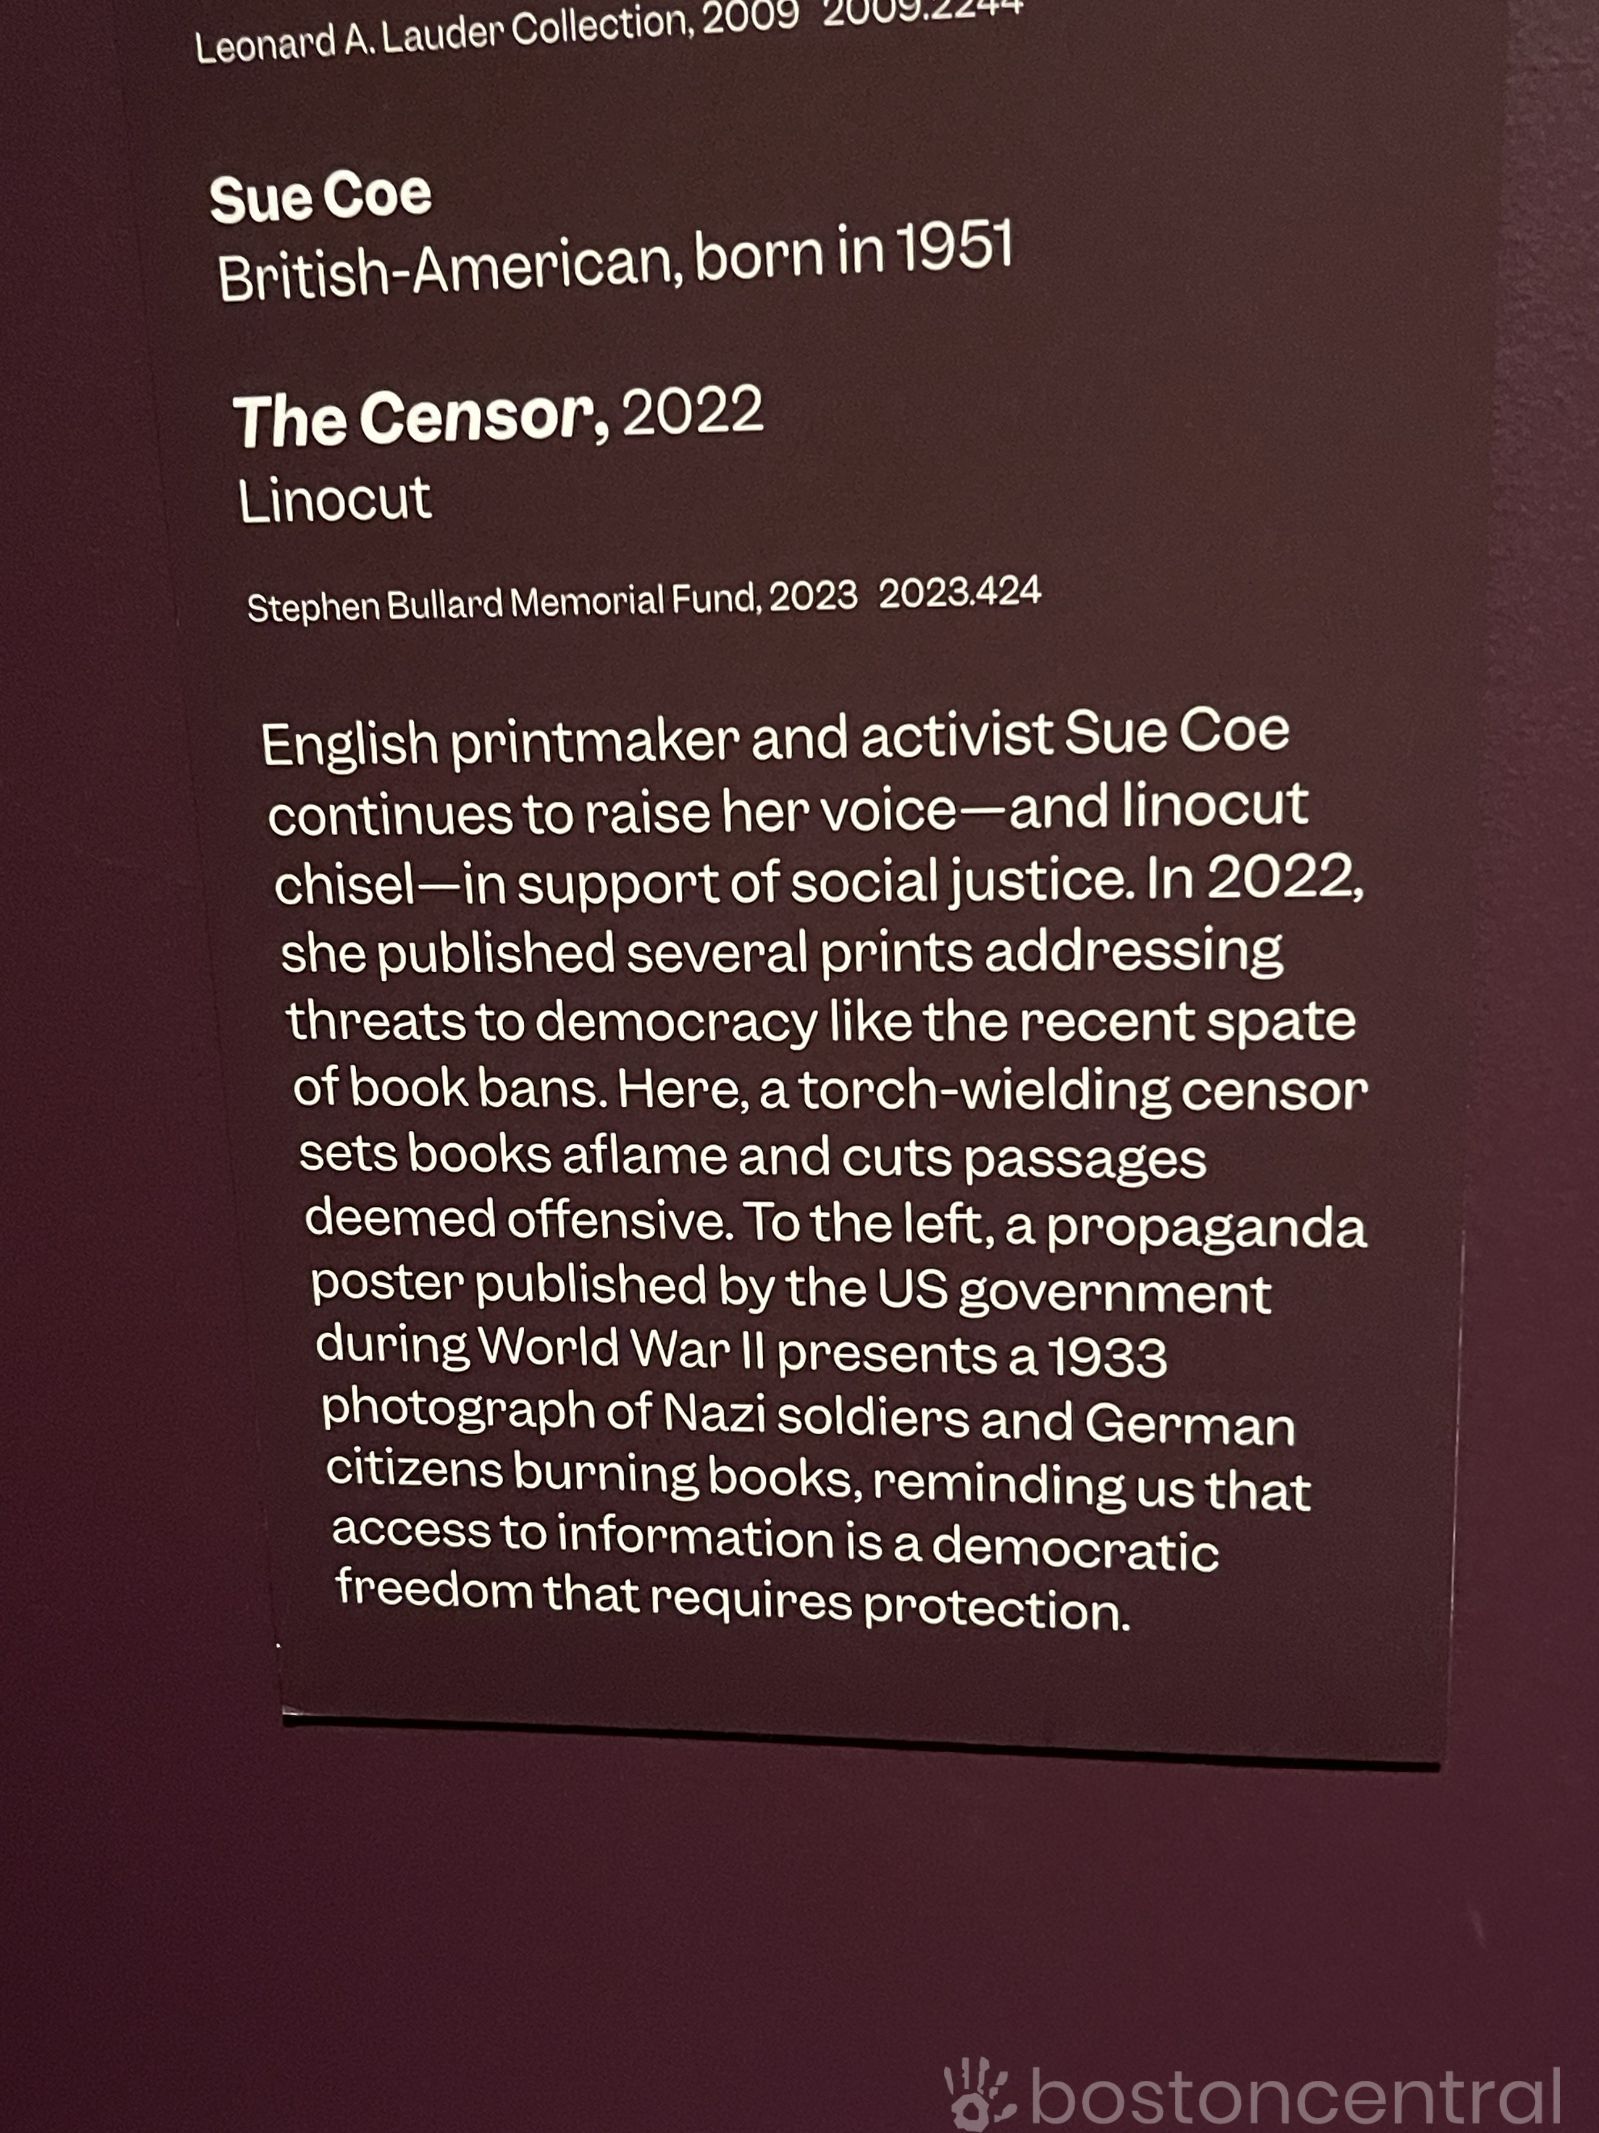 Leonard A. Lauder Collection, 2009 2009.2244
Sue Coe
British-American, born in 1951
The Censor, 2022
Linocut
Stephen Bullard Memorial Fund, 2023 2023.424
English printmaker and activist Sue Coe
continues to raise her voice—and linocut
chisel—in support of social justice. In 2022,
she published several prints addressing
threats to democracy like the recent spate
of book bans. Here, a torch-wielding censor
sets books aflame and cuts passages
deemed offensive. To the left, a propaganda
poster published by the US government
during World War II presents a 1933
photograph of Nazi soldiers and German
citizens burning books, reminding us that
access to information is a democratic
freedom that requires protection.
bostoncentral